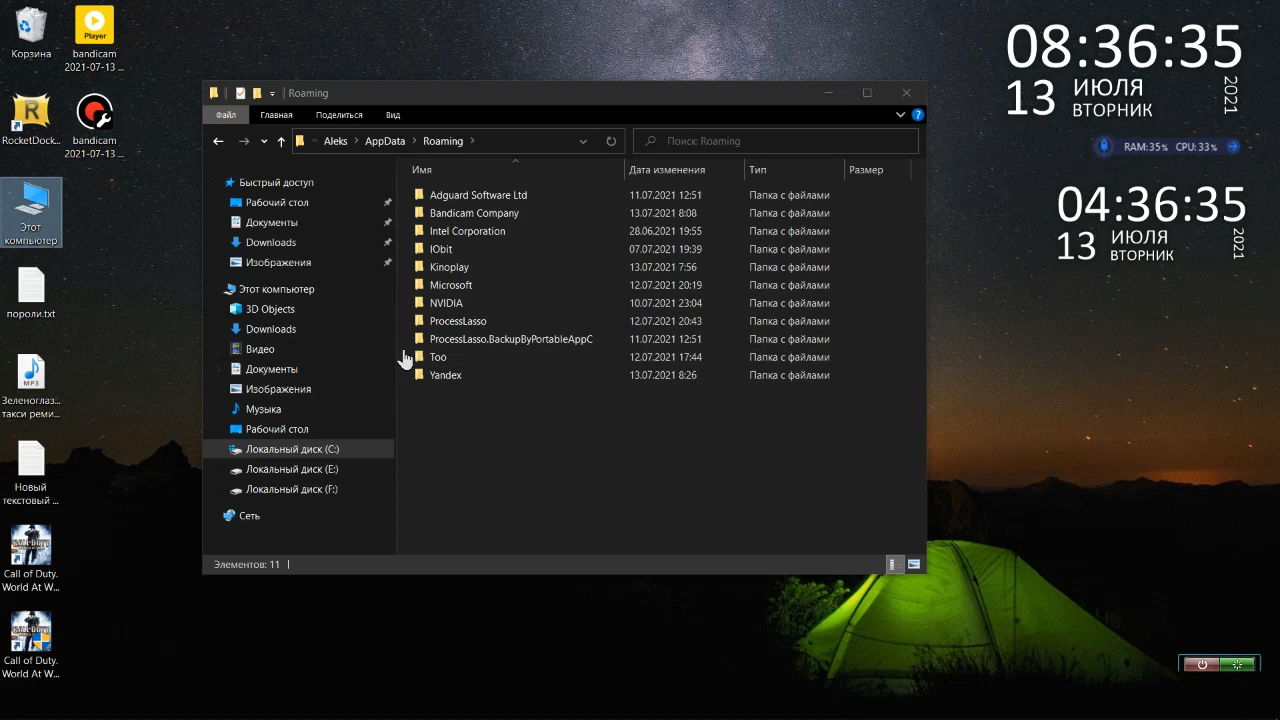 Корзина
Player
bandicam
2021-07-13 ...
RocketDock...
bandicam
2021-07-13 ...
Этот
компьютер
пороли.txt
MP3
Зеленоглаз...
такси реми...
Новый
текстовый ...
CALL OF DUTY
Call of Duty.
World At W...
CALL OF DUTY
Call of Duty.
World At W...
Roaming
Файл Главная Поделиться Вид
Aleks AppData Roaming
Поиск: Roaming
Имя Дата изменения Тип Размер
Adguard Software Ltd 11.07.2021 12:51 Папка с файлами
Bandicam Company 13.07.2021 8:08 Папка с файлами
Intel Corporation 28.06.2021 19:55 Папка с файлами
IObit 07.07.2021 19:39 Папка с файлами
Kinoplay 13.07.2021 7:56 Папка с файлами
Microsoft 12.07.2021 20:19 Папка с файлами
NVIDIA 10.07.2021 23:04 Папка с файлами
ProcessLasso 12.07.2021 20:43 Папка с файлами
ProcessLasso.BackupByPortableAppC 11.07.2021 12:51 Папка с файлами
Too 12.07.2021 17:44 Папка с файлами
Yandex 13.07.2021 8:26 Папка с файлами
Быстрый доступ
Рабочий стол
Документы
Downloads
Изображения
Этот компьютер
3D Objects
Downloads
Видео
Документы
Изображения
Музыка
Рабочий стол
Локальный диск (C:)
Локальный диск (E:)
Локальный диск (F:)
Сеть
Элементов: 11
08:36:35
13 ИЮЛЯ
ВТОРНИК
2021
RAM:35% CPU:33%
04:36:35
13 ИЮЛЯ
ВТОРНИК
2021